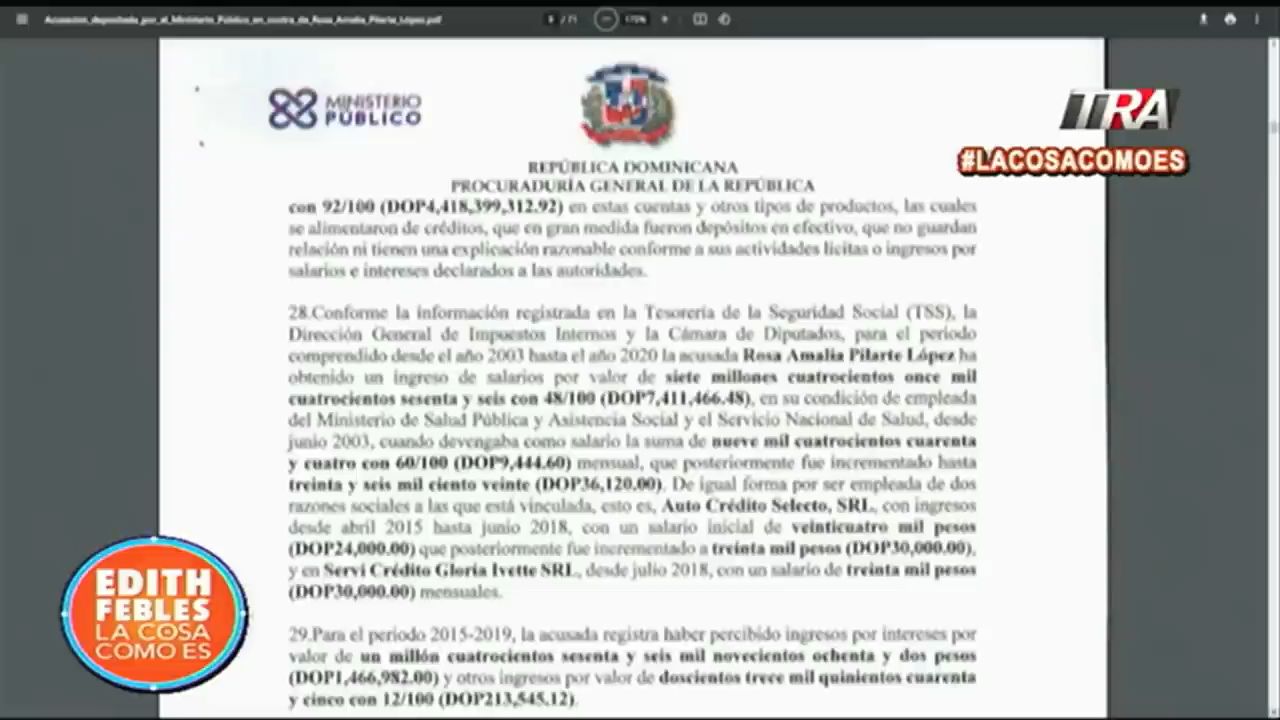 Acusacion_depositada_por_el_Ministerio_Publico_en_contra_de_Rosa_Amalia_Pilarte_Lopez.pdf
/ 71
170%
MINISTERIO
PÚBLICO
TRA
#LACOSACOMOES
REPÚBLICA DOMINICANA
PROCURADURÍA GENERAL DE LA REPÚBLICA
con 92/100 (DOP4,418,399,312.92) en estas cuentas y otros tipos de productos, las cuales
se alimentaron de créditos, que en gran medida fueron depósitos en efectivo, que no guardan
relación ni tienen una explicación razonable conforme a sus actividades lícitas o ingresos por
salarios e intereses declarados a las autoridades.
28.Conforme la información registrada en la Tesorería de la Seguridad Social (TSS), la
Dirección General de Impuestos Internos y la Cámara de Diputados, para el periodo
comprendido desde el año 2003 hasta el año 2020 la acusada Rosa Amalia Pilarte López ha
obtenido un ingreso de salarios por valor de siete millones cuatrocientos once mil
cuatrocientos sesenta y seis con 48/100 (DOP7,411,466.48), en su condición de empleada
del Ministerio de Salud Pública y Asistencia Social y el Servicio Nacional de Salud, desde
junio 2003, cuando devengaba como salario la suma de nueve mil cuatrocientos cuarenta
y cuatro con 60/100 (DOP9,444.60) mensual, que posteriormente fue incrementado hasta
treinta y seis mil ciento veinte (DOP36,120.00). De igual forma por ser empleada de dos
razones sociales a las que está vinculada, esto es, Auto Crédito Selecto, SRL, con ingresos
desde abril 2015 hasta junio 2018, con un salario inicial de veinticuatro mil pesos
(DOP24,000.00) que posteriormente fue incrementado a treinta mil pesos (DOP30,000.00),
y en Servi Crédito Gloria Ivette SRL, desde julio 2018, con un salario de treinta mil pesos
(DOP30,000.00) mensuales.
29.Para el periodo 2015-2019, la acusada registra haber percibido ingresos por intereses por
valor de un millón cuatrocientos sesenta y seis mil novecientos ochenta y dos pesos
(DOP1,466,982.00) y otros ingresos por valor de doscientos trece mil quinientos cuarenta
y cinco con 12/100 (DOP213,545.12).
EDITH
FEBLES
LA COSA
COMO ES